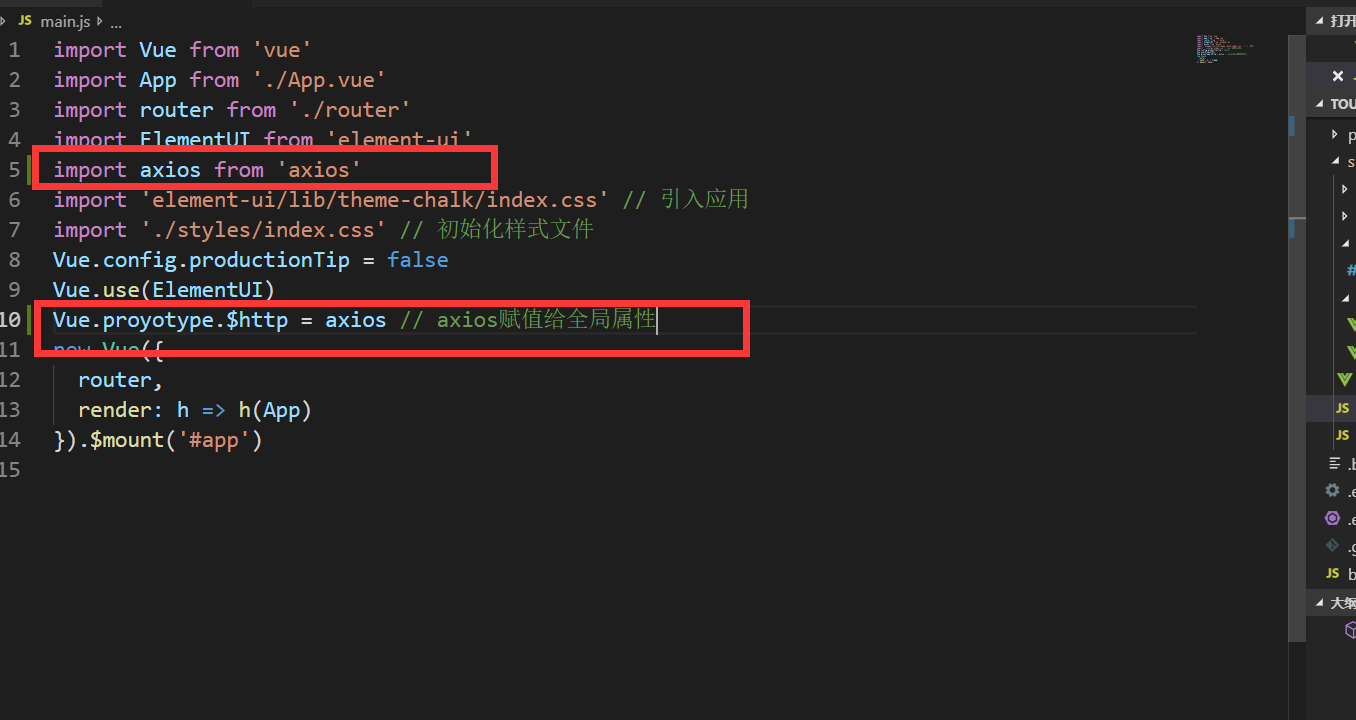 JS main.js ...
1 import Vue from 'vue'
2 import App from './App.vue'
3 import router from './router'
4 import ElementUI from 'element-ui'
5 import axios from 'axios'
6 import 'element-ui/lib/theme-chalk/index.css' // 引入应用
7 import './styles/index.css' // 初始化样式文件
8 Vue.config.productionTip = false
9 Vue.use(ElementUI)
10 Vue.proyotype.$http = axios // axios赋值给全局属性
11 new Vue({
12 router,
13 render: h => h(App)
14 }).$mount('#app')
15
打开
TOU
p
s
#
JS
JS
.b
.e
.e
.g
JS b
大纲